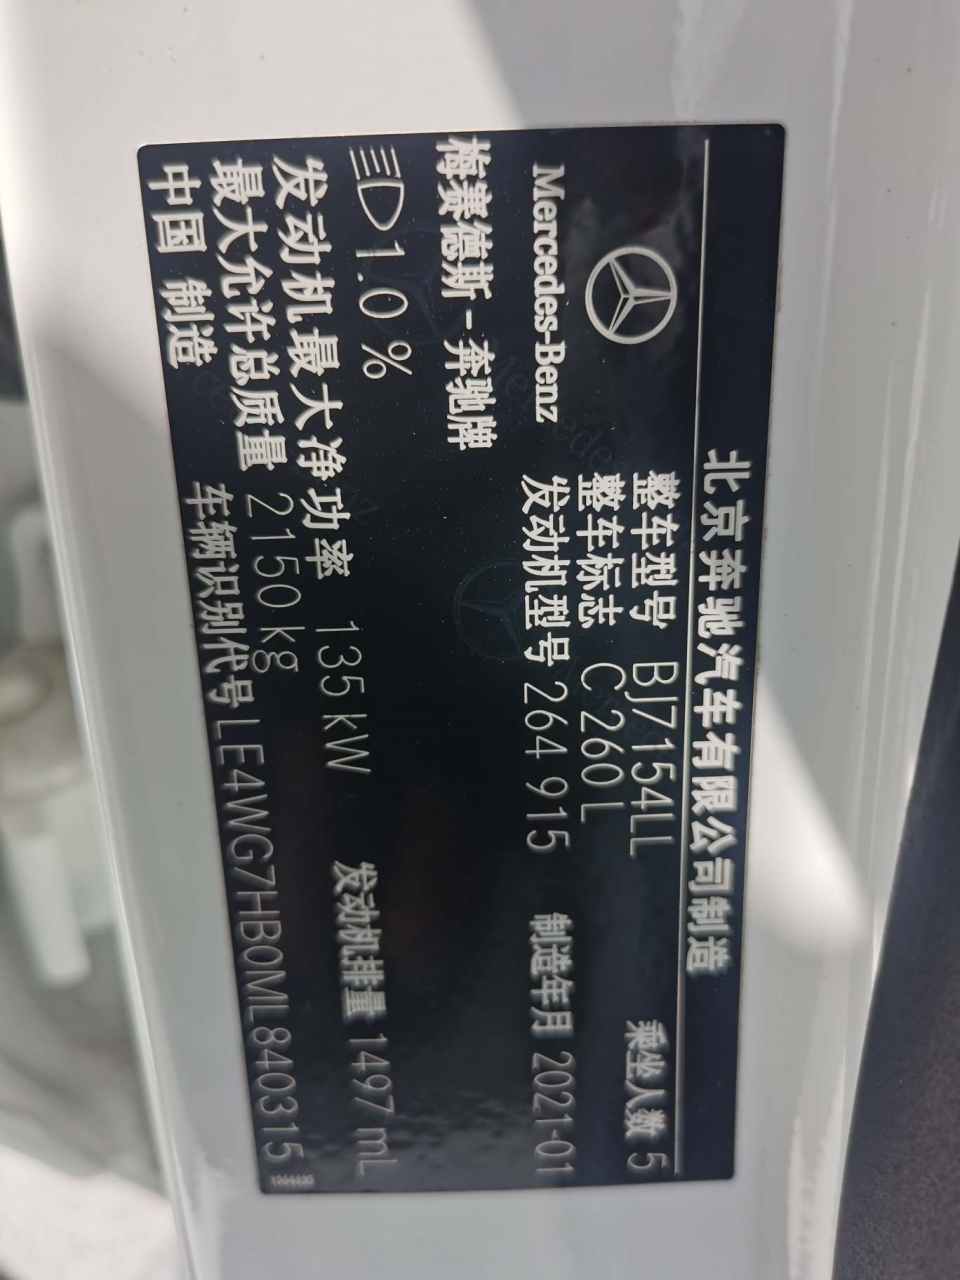 北京奔驰汽车有限公司制造
Mercedes-Benz
梅赛德斯-奔驰牌
整车型号 BJ7154LL 乘坐人数 5
整车标志 C 260 L
发动机型号 264 915 制造年月 2021-01
1.0 %
发动机最大净功率 135 kW 发动机排量 1497 mL
最大允许总质量 2150 kg
中国 制造 车辆识别代号 LE4WG7HB0ML840315